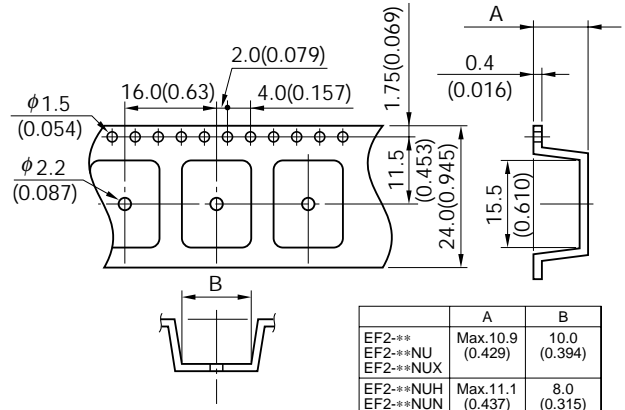 A
2.0(0.079)
1.75(0.069)
0.4
(0.016)
16.0(0.63)
4.0(0.157)
φ1.5
(0.054)
φ2.2
(0.087)
11.5
(0.453)
24.0(0.945)
15.5
(0.610)
B
A B
EF2-** Max.10.9 10.0
EF2-**NU (0.429) (0.394)
EF2-**NUX
EF2-**NUH Max.11.1 8.0
EF2-**NUN (0.437) (0.315)